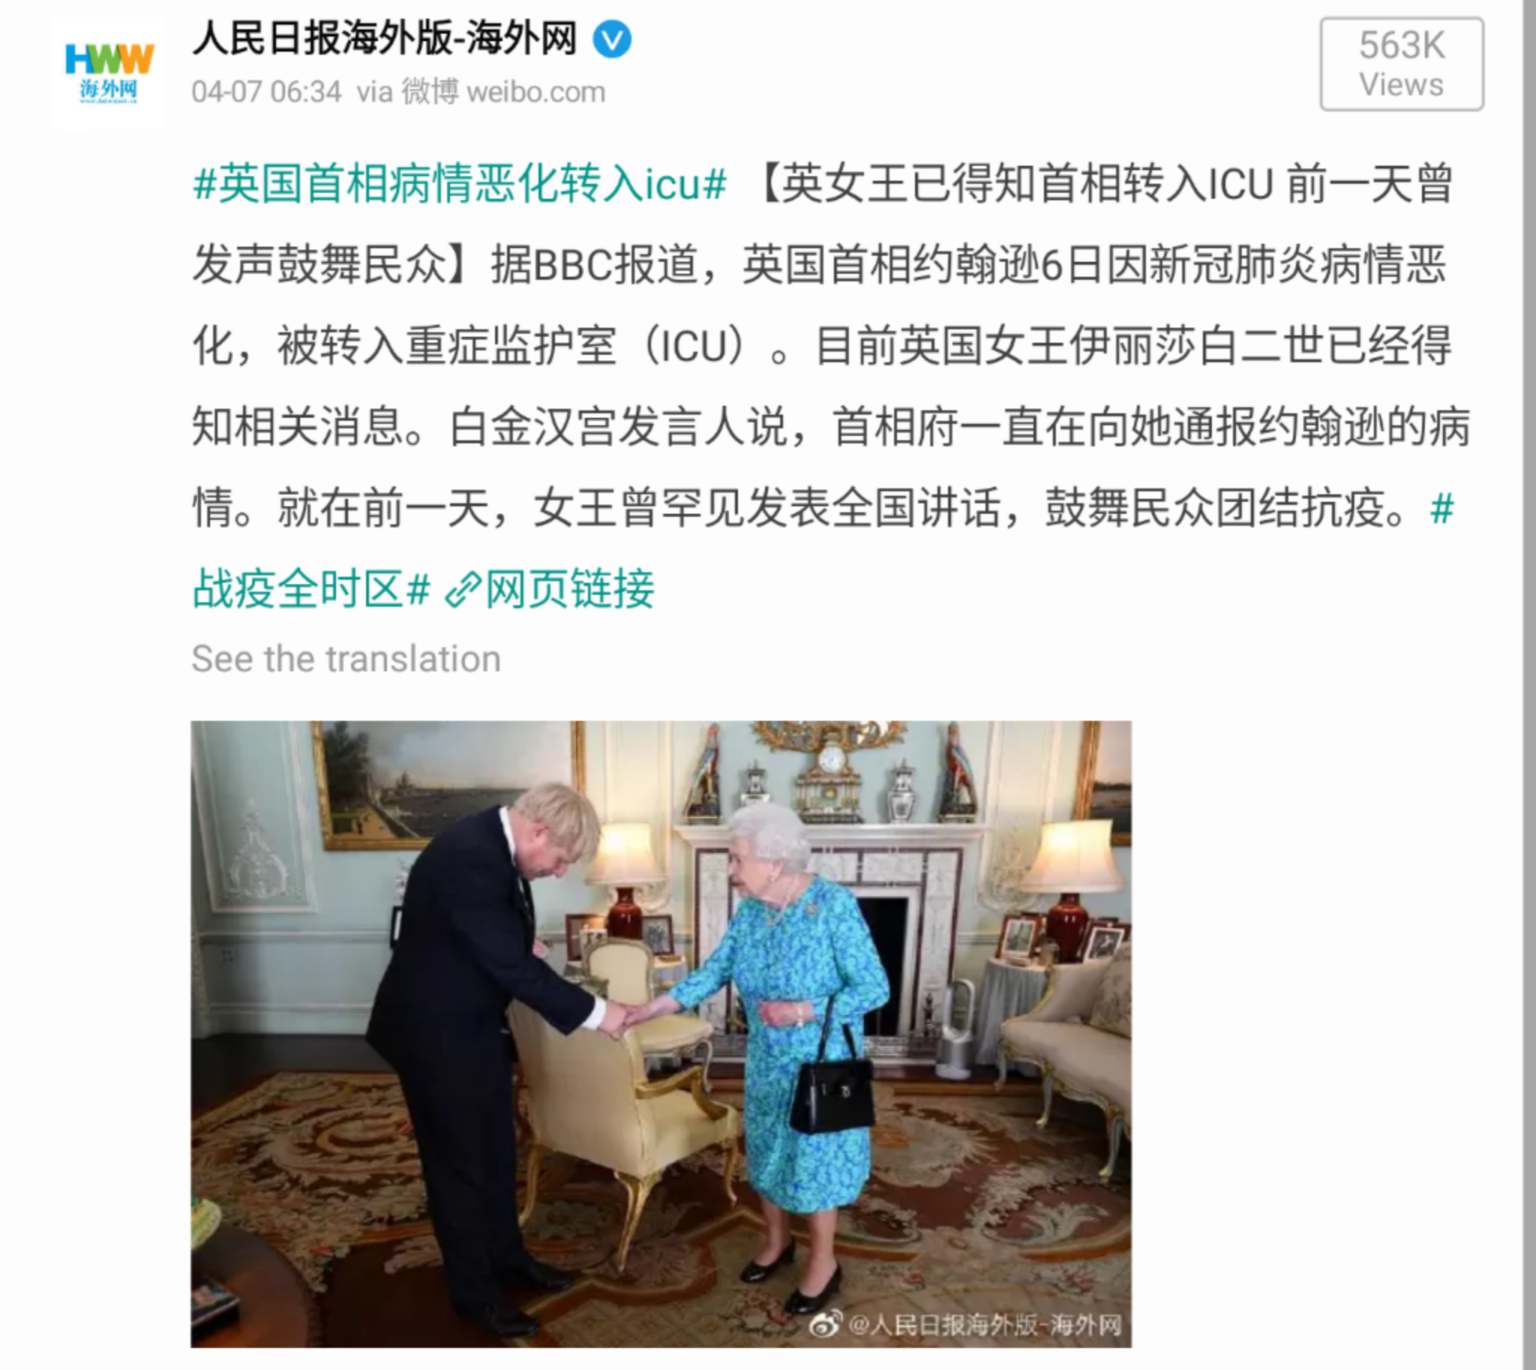 HWW
海外网
人民日报海外版-海外网
04-07 06:34 via 微博 weibo.com
563K
Views
#英国首相病情恶化转入icu# 【英女王已得知首相转入ICU 前一天曾
发声鼓舞民众】据BBC报道，英国首相约翰逊6日因新冠肺炎病情恶
化，被转入重症监护室（ICU）。目前英国女王伊丽莎白二世已经得
知相关消息。白金汉宫发言人说，首相府一直在向她通报约翰逊的病
情。就在前一天，女王曾罕见发表全国讲话，鼓舞民众团结抗疫。#
战疫全时区# 网页链接
See the translation
@人民日报海外版-海外网